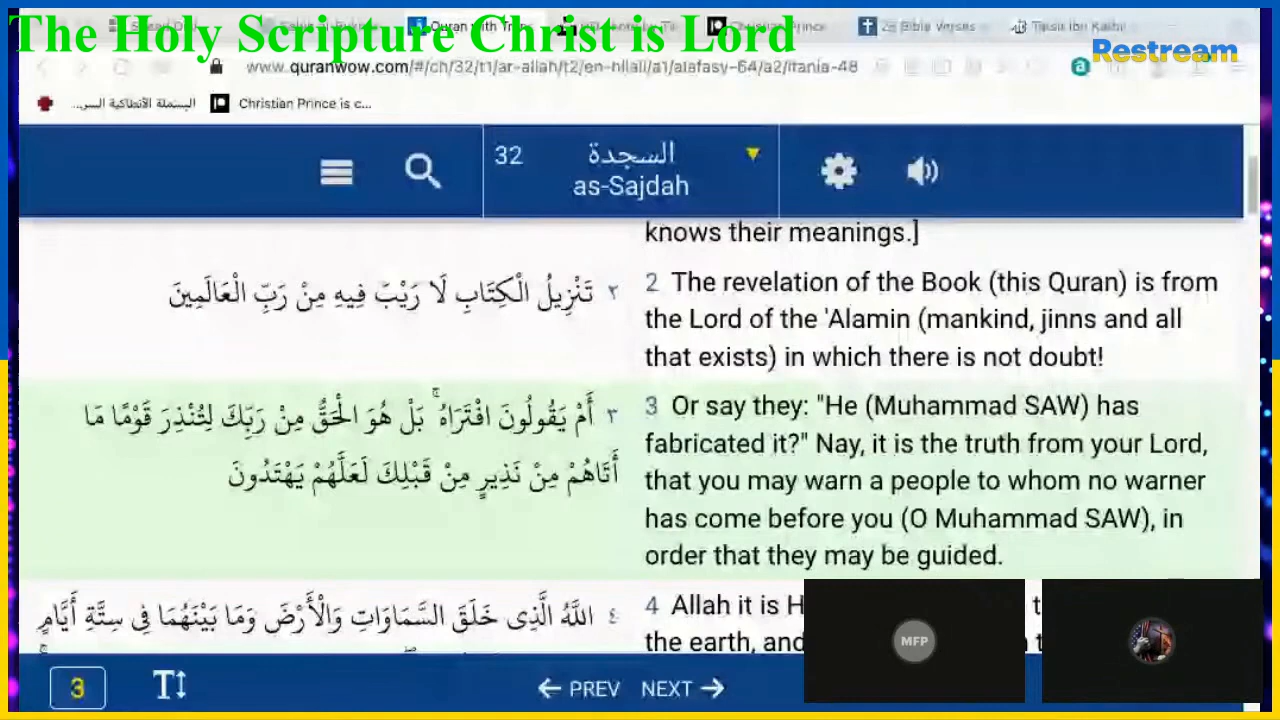 The Holy Scripture Christ is Lord
Restream
www.quranwow.com/#/ch/32/t1/ar-allah/t2/en-hilali/a1/alafasy-64/a2/itania-48
البسملة الأنطاكية السر...
Christian Prince is c...
32
السجدة
as-Sajdah
knows their meanings.]
٢ تَنْزِيلُ الْكِتَابِ لَا رَيْبَ فِيهِ مِنْ رَبِّ الْعَالَمِينَ
2 The revelation of the Book (this Quran) is from
the Lord of the 'Alamin (mankind, jinns and all
that exists) in which there is not doubt!
٣ أَمْ يَقُولُونَ افْتَرَاهُ ۚ بَلْ هُوَ الْحَقُّ مِنْ رَبِّكَ لِتُنْذِرَ قَوْمًا مَا
أَتَاهُمْ مِنْ نَذِيرٍ مِنْ قَبْلِكَ لَعَلَّهُمْ يَهْتَدُونَ
3 Or say they: "He (Muhammad SAW) has
fabricated it?" Nay, it is the truth from your Lord,
that you may warn a people to whom no warner
has come before you (O Muhammad SAW), in
order that they may be guided.
٤ اللَّهُ الَّذِي خَلَقَ السَّمَاوَاتِ وَالْأَرْضَ وَمَا بَيْنَهُمَا فِي سِتَّةِ أَيَّامٍ
4 Allah it is H
the earth, and
MFP
3
PREV NEXT